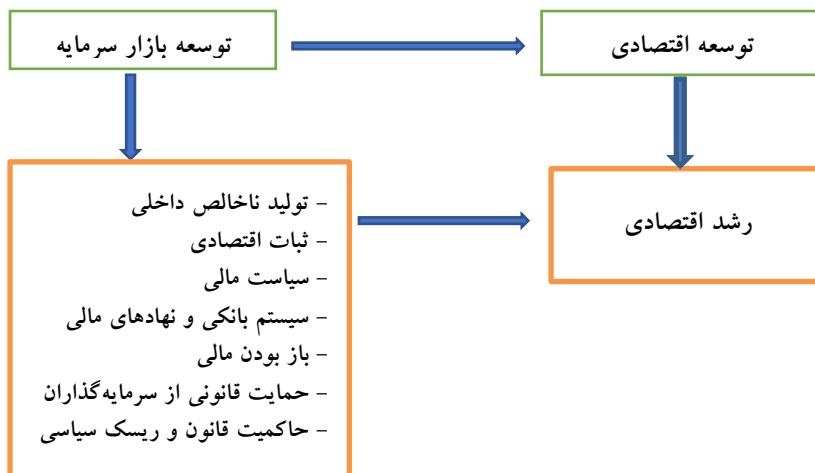 توسعه اقتصادی
توسعه بازار سرمایه
رشد اقتصادی
- تولید ناخالص داخلی
- ثبات اقتصادی
- سیاست مالی
- سیستم بانکی و نهادهای مالی
- باز بودن مالی
- حمایت قانونی از سرمایه‌گذاران
- حاکمیت قانون و ریسک سیاسی